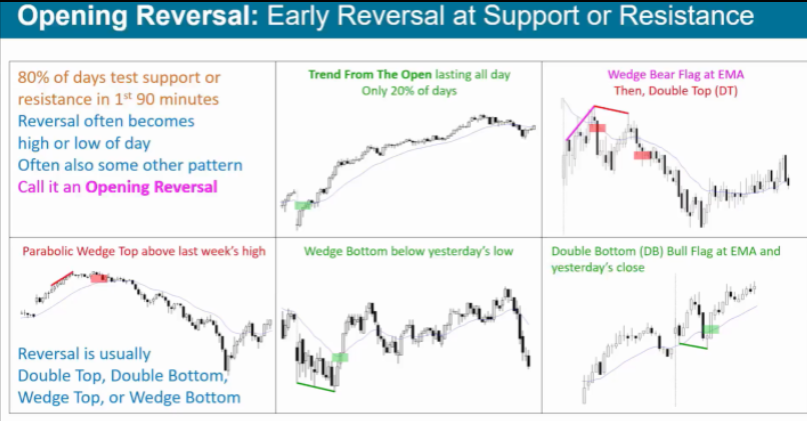 Opening Reversal: Early Reversal at Support or Resistance
80% of days test support or
resistance in 1st 90 minutes
Reversal often becomes
high or low of day
Often also some other pattern
Call it an Opening Reversal
Trend From The Open lasting all day
Only 20% of days
Wedge Bear Flag at EMA
Then, Double Top (DT)
Parabolic Wedge Top above last week's high
Reversal is usually
Double Top, Double Bottom,
Wedge Top, or Wedge Bottom
Wedge Bottom below yesterday's low
Double Bottom (DB) Bull Flag at EMA and
yesterday's close